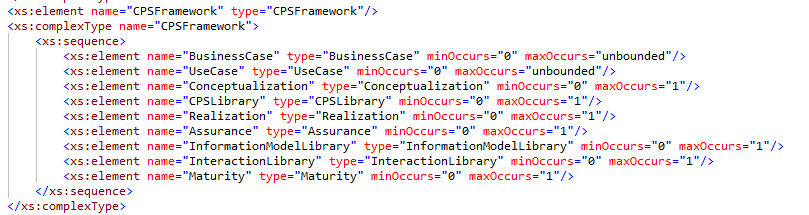 <xs:element name="CPSFramework" type="CPSFramework"/>
<xs:complexType name="CPSFramework">
<xs:sequence>
<xs:element name="BusinessCase" type="BusinessCase" minOccurs="0" maxOccurs="unbounded"/>
<xs:element name="UseCase" type="UseCase" minOccurs="0" maxOccurs="unbounded"/>
<xs:element name="Conceptualization" type="Conceptualization" minOccurs="0" maxOccurs="1"/>
<xs:element name="CPSLibrary" type="CPSLibrary" minOccurs="0" maxOccurs="1"/>
<xs:element name="Realization" type="Realization" minOccurs="0" maxOccurs="1"/>
<xs:element name="Assurance" type="Assurance" minOccurs="0" maxOccurs="1"/>
<xs:element name="InformationModelLibrary" type="InformationModelLibrary" minOccurs="0" maxOccurs="1"/>
<xs:element name="InteractionLibrary" type="InteractionLibrary" minOccurs="0" maxOccurs="1"/>
<xs:element name="Maturity" type="Maturity" minOccurs="0" maxOccurs="1"/>
</xs:sequence>
</xs:complexType>